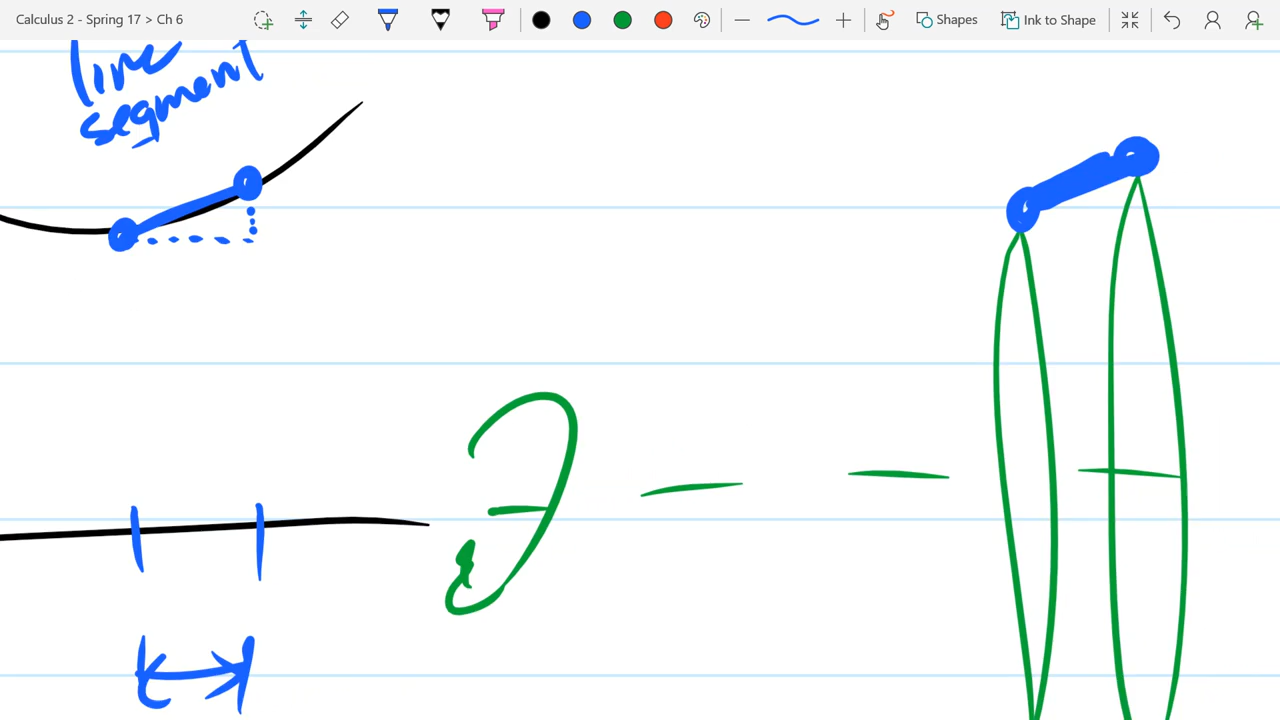 Calculus 2 - Spring 17 > Ch 6
Shapes
Ink to Shape
line
segment